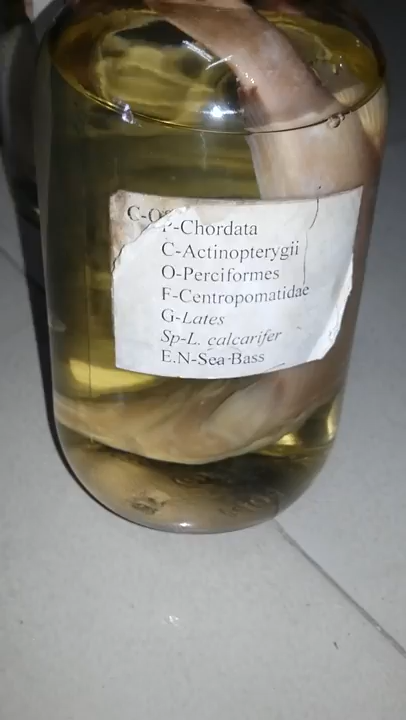 C-O
P-Chordata
C-Actinopterygii
O-Perciformes
F-Centropomatidae
G-Lates
Sp-L. calcarifer
E.N-Sea Bass